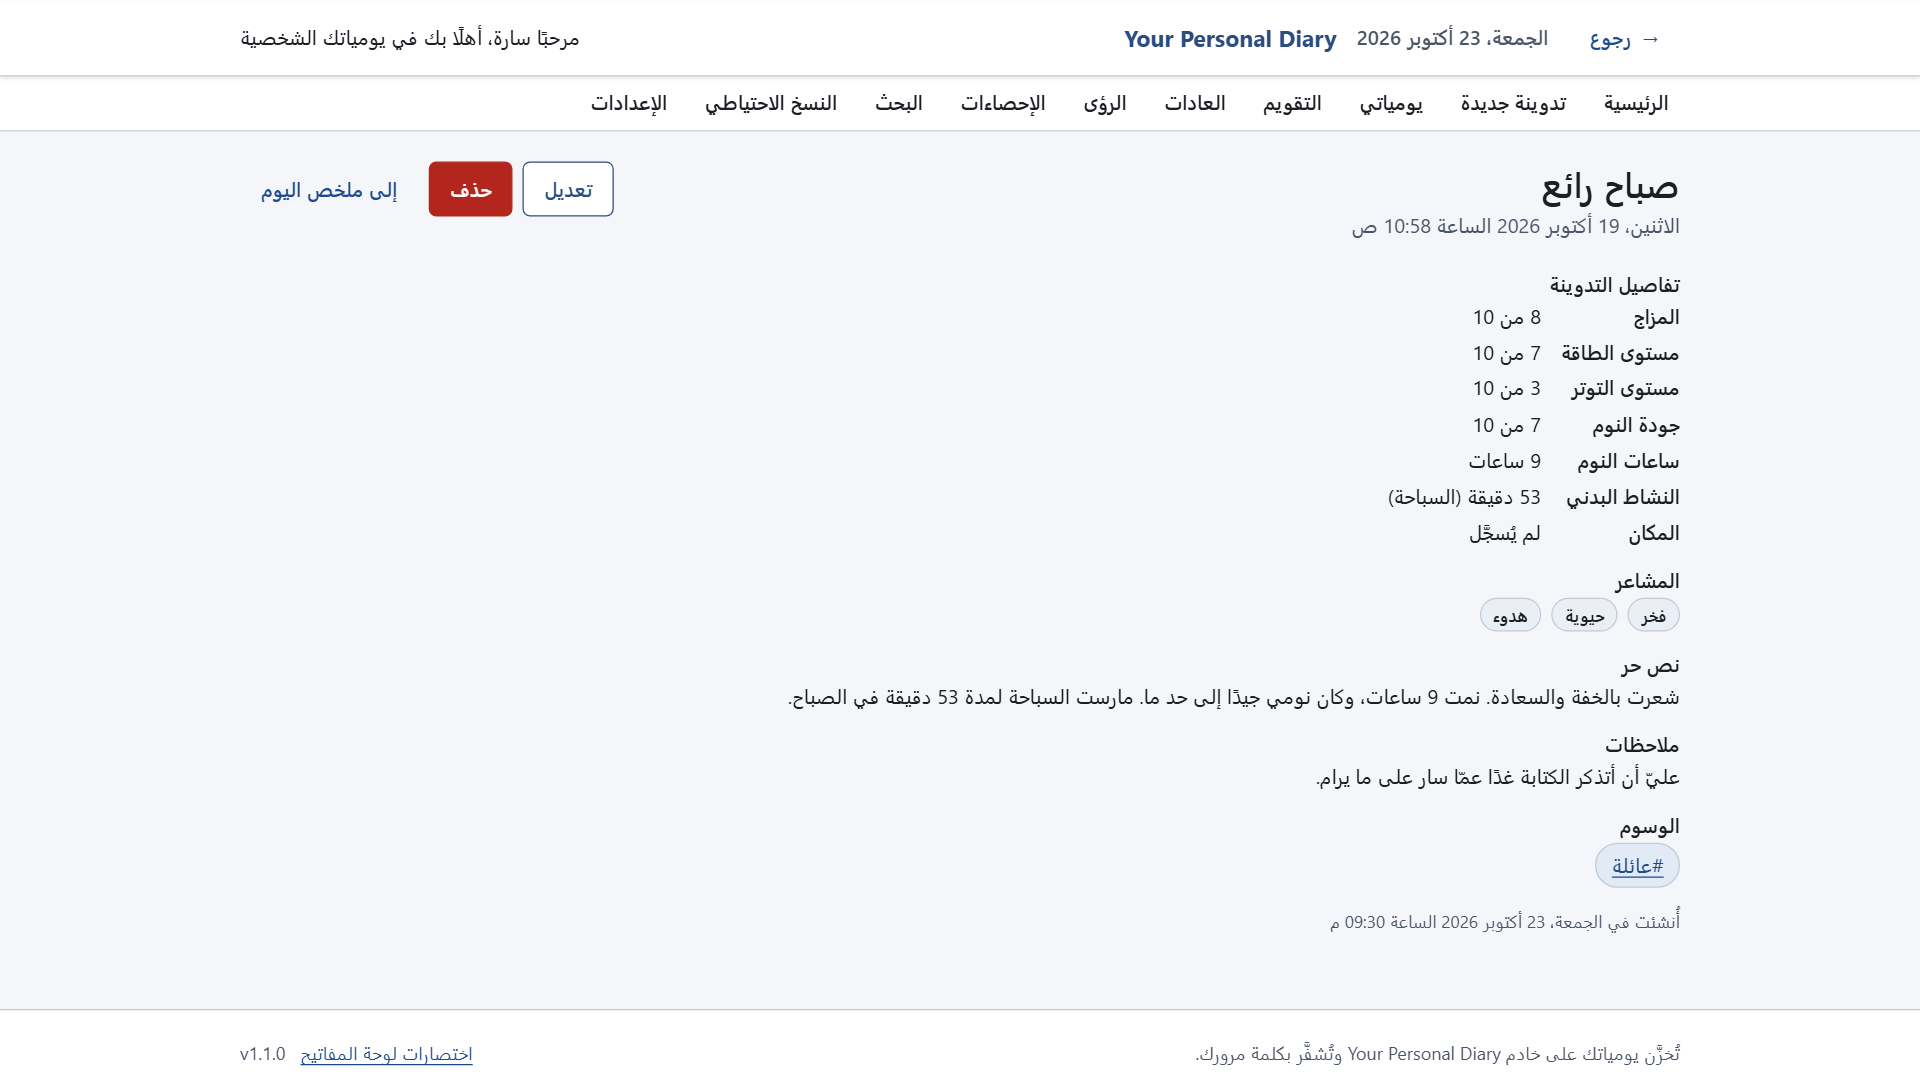 → رجوع
الجمعة، 23 أكتوبر 2026
Your Personal Diary
مرحبًا سارة، أهلًا بك في يومياتك الشخصية
الرئيسية
تدوينة جديدة
يومياتي
التقويم
العادات
الرؤى
الإحصاءات
البحث
النسخ الاحتياطي
الإعدادات
صباح رائع
تعديل
حذف
إلى ملخص اليوم
الاثنين، 19 أكتوبر 2026 الساعة 10:58 ص
تفاصيل التدوينة
المزاج 8 من 10
مستوى الطاقة 7 من 10
مستوى التوتر 3 من 10
جودة النوم 7 من 10
ساعات النوم 9 ساعات
النشاط البدني 53 دقيقة (السباحة)
المكان لم يُسجَّل
المشاعر
فخر
حيوية
هدوء
نص حر
شعرت بالخفة والسعادة. نمت 9 ساعات، وكان نومي جيدًا إلى حد ما. مارست السباحة لمدة 53 دقيقة في الصباح.
ملاحظات
عليّ أن أتذكر الكتابة غدًا عمّا سار على ما يرام.
الوسوم
#عائلة
أُنشئت في الجمعة، 23 أكتوبر 2026 الساعة 09:30 م
تُخزَّن يومياتك على خادم Your Personal Diary وتُشفَّر بكلمة مرورك.
اختصارات لوحة المفاتيح
v1.1.0